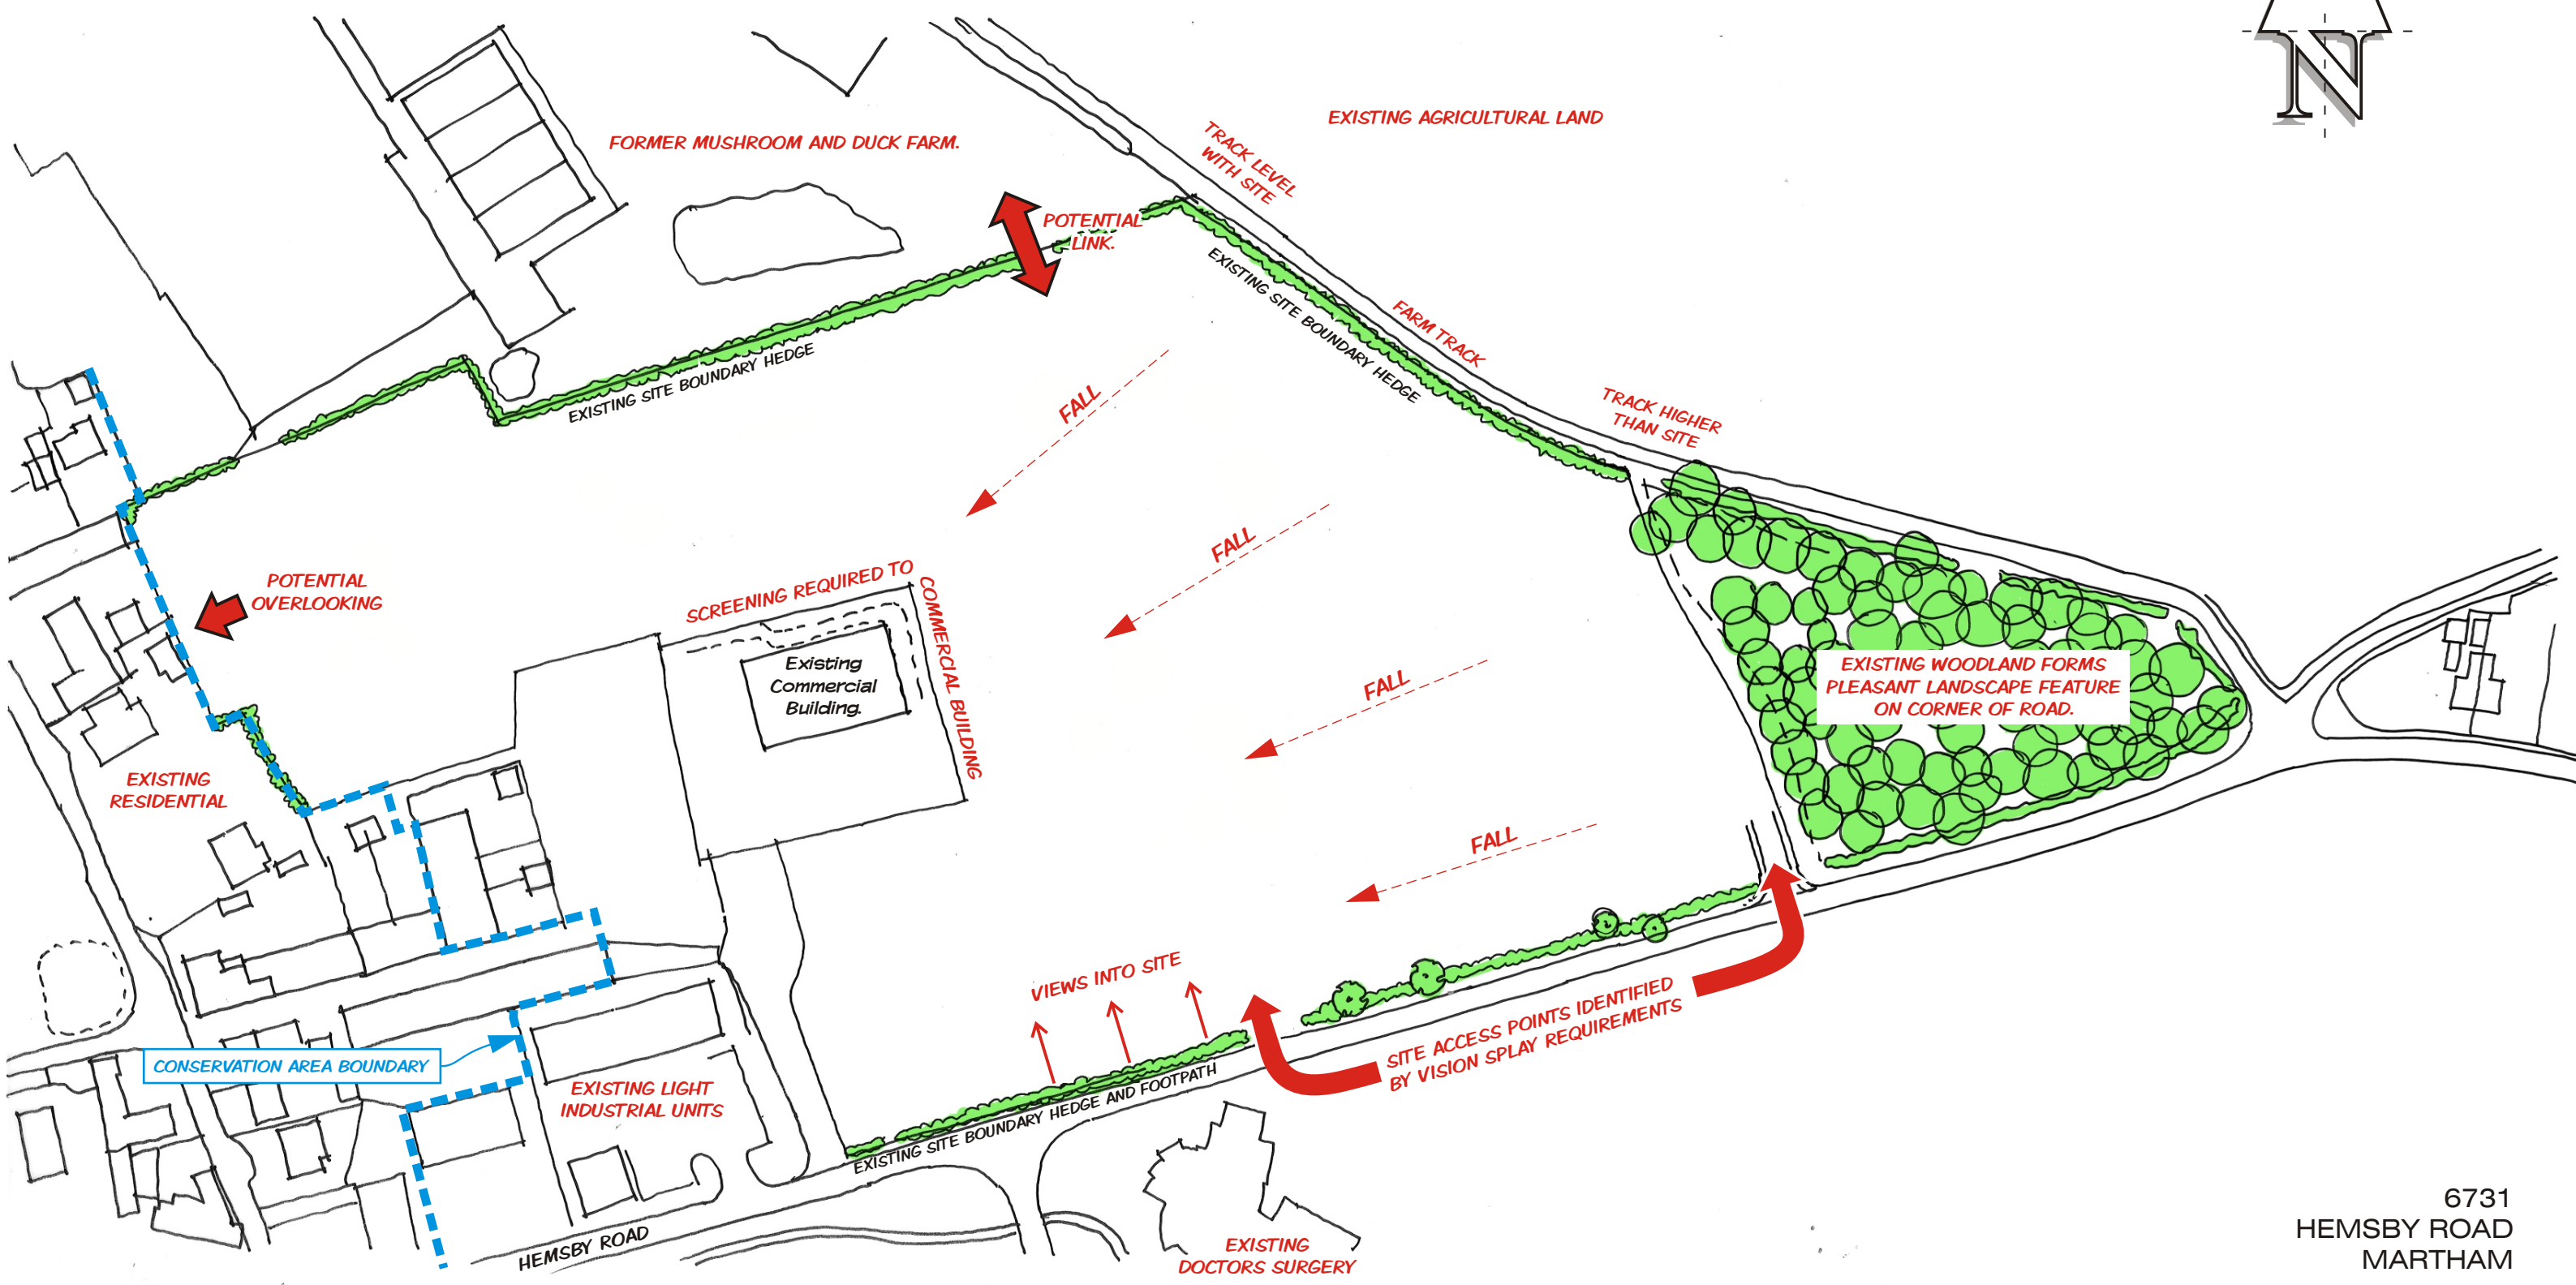 N
EXISTING AGRICULTURAL LAND
TRACK LEVEL
WITH SITE
FORMER MUSHROOM AND DUCK FARM.
POTENTIAL
LINK.
EXISTING SITE BOUNDARY HEDGE
FARM TRACK
EXISTING SITE BOUNDARY HEDGE
TRACK HIGHER
THAN SITE
FALL
FALL
FALL
FALL
POTENTIAL
OVERLOOKING
SCREENING REQUIRED TO
COMMERCIAL BUILDING
Existing
Commercial
Building.
EXISTING WOODLAND FORMS
PLEASANT LANDSCAPE FEATURE
ON CORNER OF ROAD.
EXISTING
RESIDENTIAL
VIEWS INTO SITE
SITE ACCESS POINTS IDENTIFIED
BY VISION SPLAY REQUIREMENTS
CONSERVATION AREA BOUNDARY
EXISTING LIGHT
INDUSTRIAL UNITS
EXISTING SITE BOUNDARY HEDGE AND FOOTPATH
HEMSBY ROAD
EXISTING
DOCTORS SURGERY
6731
HEMSBY ROAD
MARTHAM